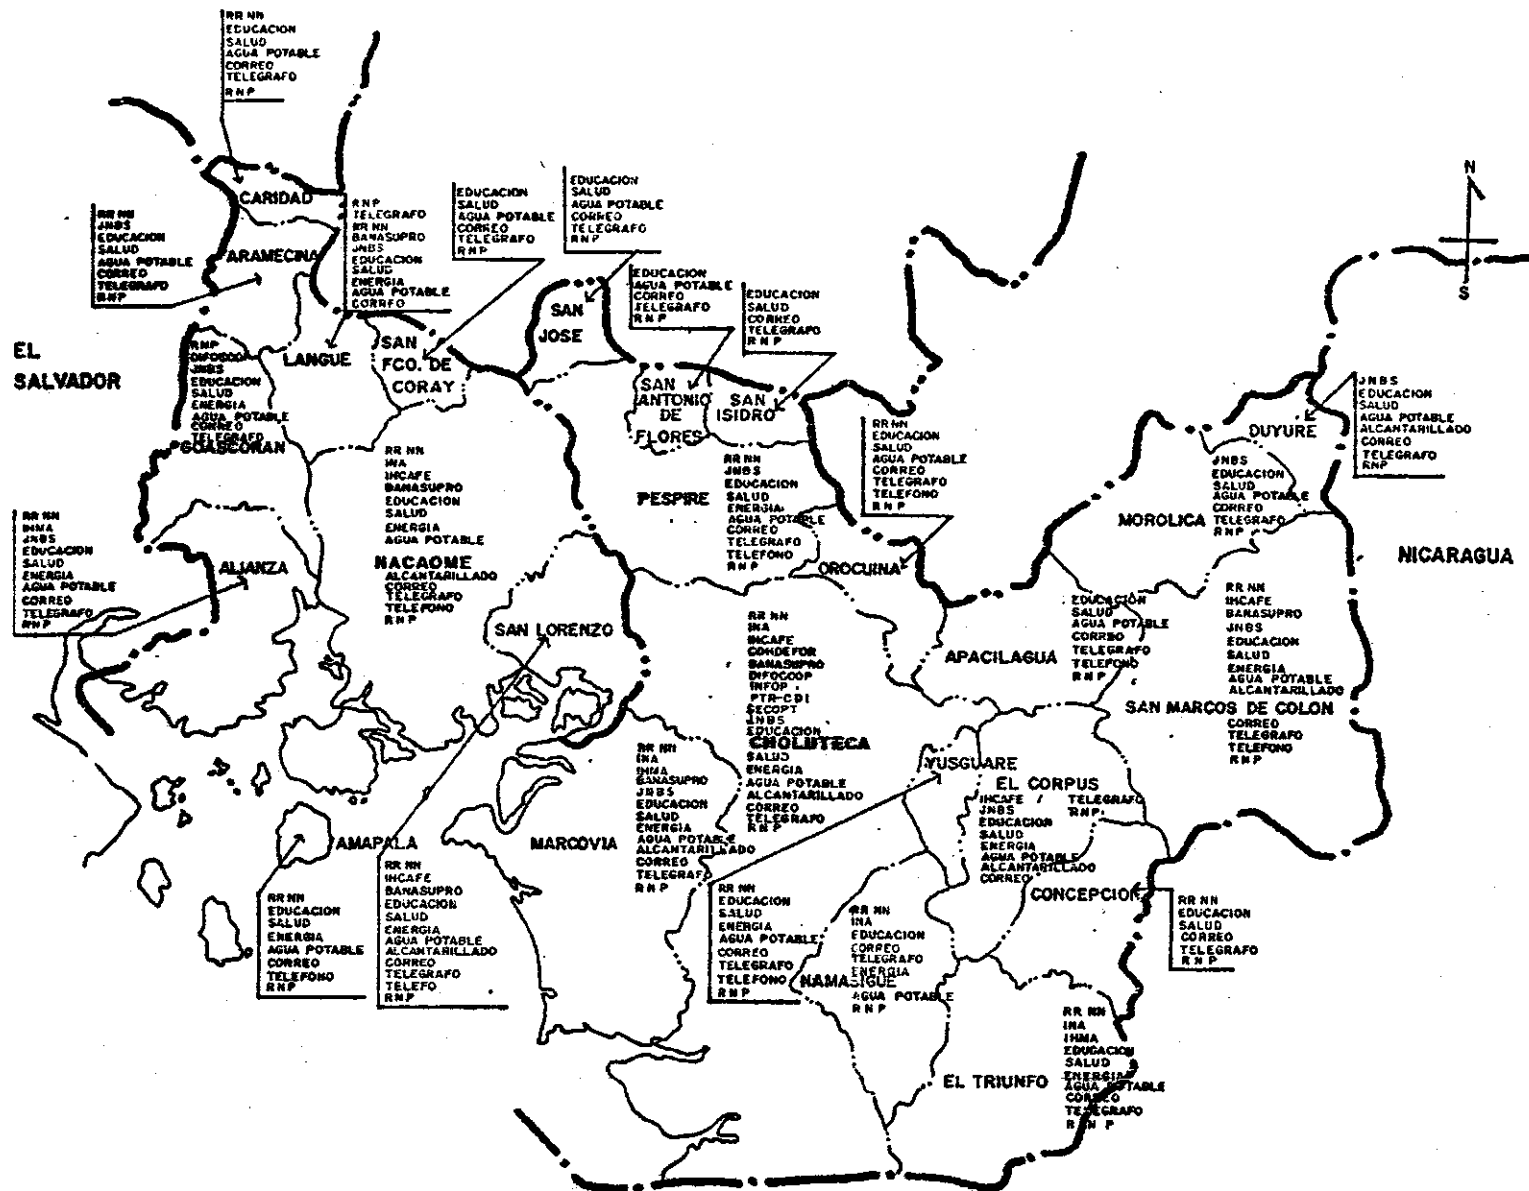 RR NN
EDUCACION
SALUD
AGUA POTABLE
CORREO
TELEGRAFO
RNP
CARIDAD
RR NN
JNBS
EDUCACION
SALUD
AGUA POTABLE
CORREO
TELEGRAFO
RNP
ARAMECINA
RNP
TELEGRAFO
RR NN
BANASUPRO
JNBS
EDUCACION
SALUD
ENERGIA
AGUA POTABLE
CORREO
LANGUE
EDUCACION
SALUD
AGUA POTABLE
CORREO
TELEGRAFO
RNP
SAN
FCO. DE
CORAY
EDUCACION
SALUD
AGUA POTABLE
CORREO
TELEGRAFO
RNP
SAN
JOSE
EDUCACION
AGUA POTABLE
CORREO
TELEGRAFO
RNP
SAN
ANTONIO
DE
FLORES
EDUCACION
SALUD
CORREO
TELEGRAFO
RNP
SAN
ISIDRO
N
S
EL
SALVADOR
RNP
DIFOCOOP
JNBS
EDUCACION
SALUD
ENERGIA
AGUA POTABLE
CORREO
TELEGRAFO
GOASCORAN
RR NN
INA
IHCAFE
BANASUPRO
EDUCACION
SALUD
ENERGIA
AGUA POTABLE
NACAOME
ALCANTARILLADO
CORREO
TELEGRAFO
TELEFONO
RNP
PESPIRE
RR NN
JNBS
EDUCACION
SALUD
ENERGIA
AGUA POTABLE
CORREO
TELEGRAFO
TELEFONO
RNP
RR NN
EDUCACION
SALUD
AGUA POTABLE
CORREO
TELEGRAFO
TELEFONO
RNP
OROCUINA
DUYURE
JNBS
EDUCACION
SALUD
AGUA POTABLE
ALCANTARILLADO
CORREO
TELEGRAFO
RNP
MOROLICA
JNBS
EDUCACION
SALUD
AGUA POTABLE
CORREO
TELEGRAFO
RNP
NICARAGUA
RR NN
IHMA
JNBS
EDUCACION
SALUD
ENERGIA
AGUA POTABLE
CORREO
TELEGRAFO
RNP
ALIANZA
SAN LORENZO
RR NN
INA
IHCAFE
COHDEFOR
BANASUPRO
DIFOCOOP
INFOP
PTR-CDI
SECOPT
JNBS
EDUCACION
CHOLUTECA
SALUD
ENERGIA
AGUA POTABLE
ALCANTARILLADO
CORREO
TELEGRAFO
RNP
APACILAGUA
EDUCACION
SALUD
AGUA POTABLE
CORREO
TELEGRAFO
TELEFONO
RNP
RR NN
IHCAFE
BANASUPRO
JNBS
EDUCACION
SALUD
ENERGIA
AGUA POTABLE
ALCANTARILLADO
SAN MARCOS DE COLON
CORREO
TELEGRAFO
TELEFONO
RNP
MARCOVIA
RR NN
INA
IHMA
BANASUPRO
JNBS
EDUCACION
SALUD
ENERGIA
AGUA POTABLE
ALCANTARILLADO
CORREO
TELEGRAFO
RNP
YUSGUARE
EL CORPUS
IHCAFE / TELEGRAFO
JNBS RNP
EDUCACION
SALUD
ENERGIA
AGUA POTABLE
ALCANTARILLADO
CORREO
CONCEPCION
RR NN
EDUCACION
SALUD
CORREO
TELEGRAFO
RNP
AMAPALA
RR NN
EDUCACION
SALUD
ENERGIA
AGUA POTABLE
CORREO
TELEFONO
RNP
RR NN
IHCAFE
BANASUPRO
EDUCACION
SALUD
ENERGIA
AGUA POTABLE
ALCANTARILLADO
CORREO
TELEGRAFO
TELEFO
RNP
RR NN
EDUCACION
SALUD
ENERGIA
AGUA POTABLE
CORREO
TELEGRAFO
TELEFONO
RNP
RR NN
INA
EDUCACION
CORREO
TELEGRAFO
ENERGIA
NAMASIGUE
AGUA POTABLE
RNP
EL TRIUNFO
RR NN
INA
IHMA
EDUCACION
SALUD
ENERGIA
AGUA POTABLE
CORREO
TELEGRAFO
RNP